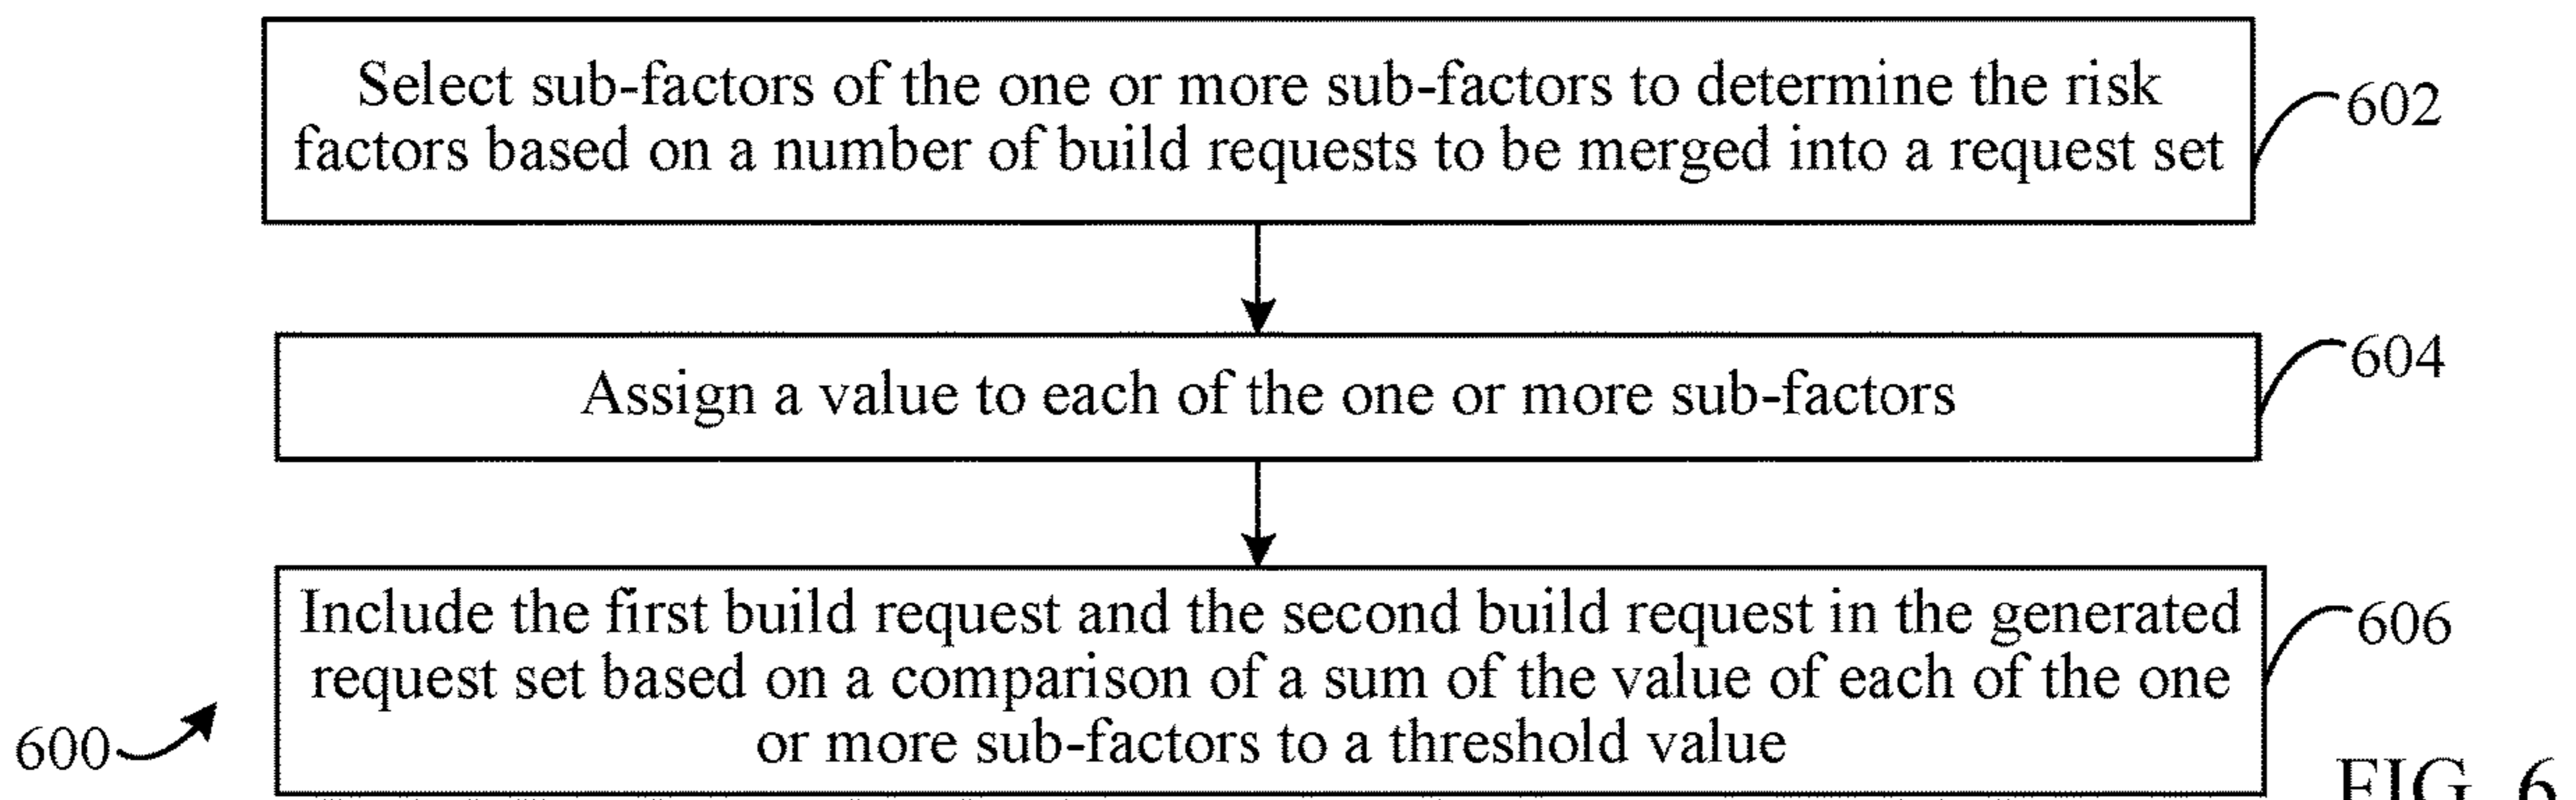 Select sub-factors of the one or more sub-factors to determine the risk
factors based on a number of build requests to be merged into a request set
602
Assign a value to each of the one or more sub-factors
604
Include the first build request and the second build request in the generated
request set based on a comparison of a sum of the value of each of the one
or more sub-factors to a threshold value
606
600
FIG. 6